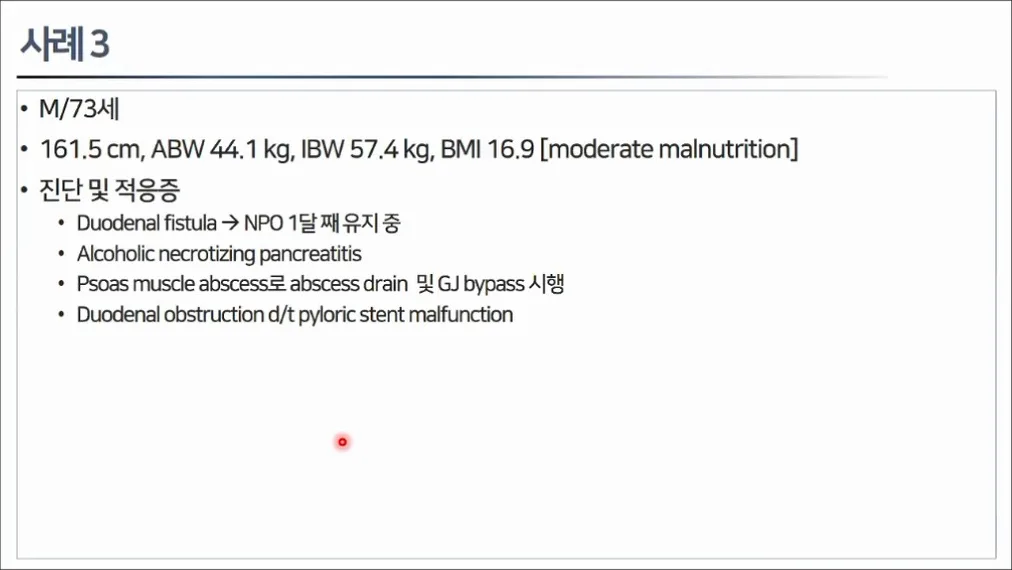 사례 3
• M/73세
• 161.5 cm, ABW 44.1 kg, IBW 57.4 kg, BMI 16.9 [moderate malnutrition]
• 진단 및 적응증
• Duodenal fistula → NPO 1달 째 유지 중
• Alcoholic necrotizing pancreatitis
• Psoas muscle abscess로 abscess drain 및 GJ bypass 시행
• Duodenal obstruction d/t pyloric stent malfunction